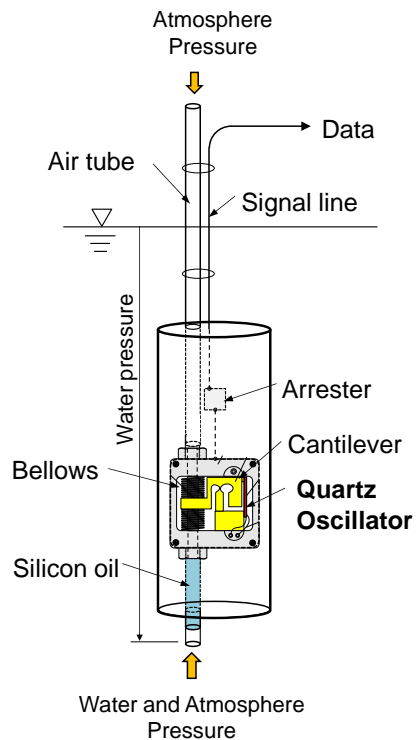 Atmosphere
Pressure
Data
Air tube
Signal line
Water pressure
Arrester
Cantilever
Bellows
Quartz
Oscillator
Silicon oil
Water and Atmosphere
Pressure